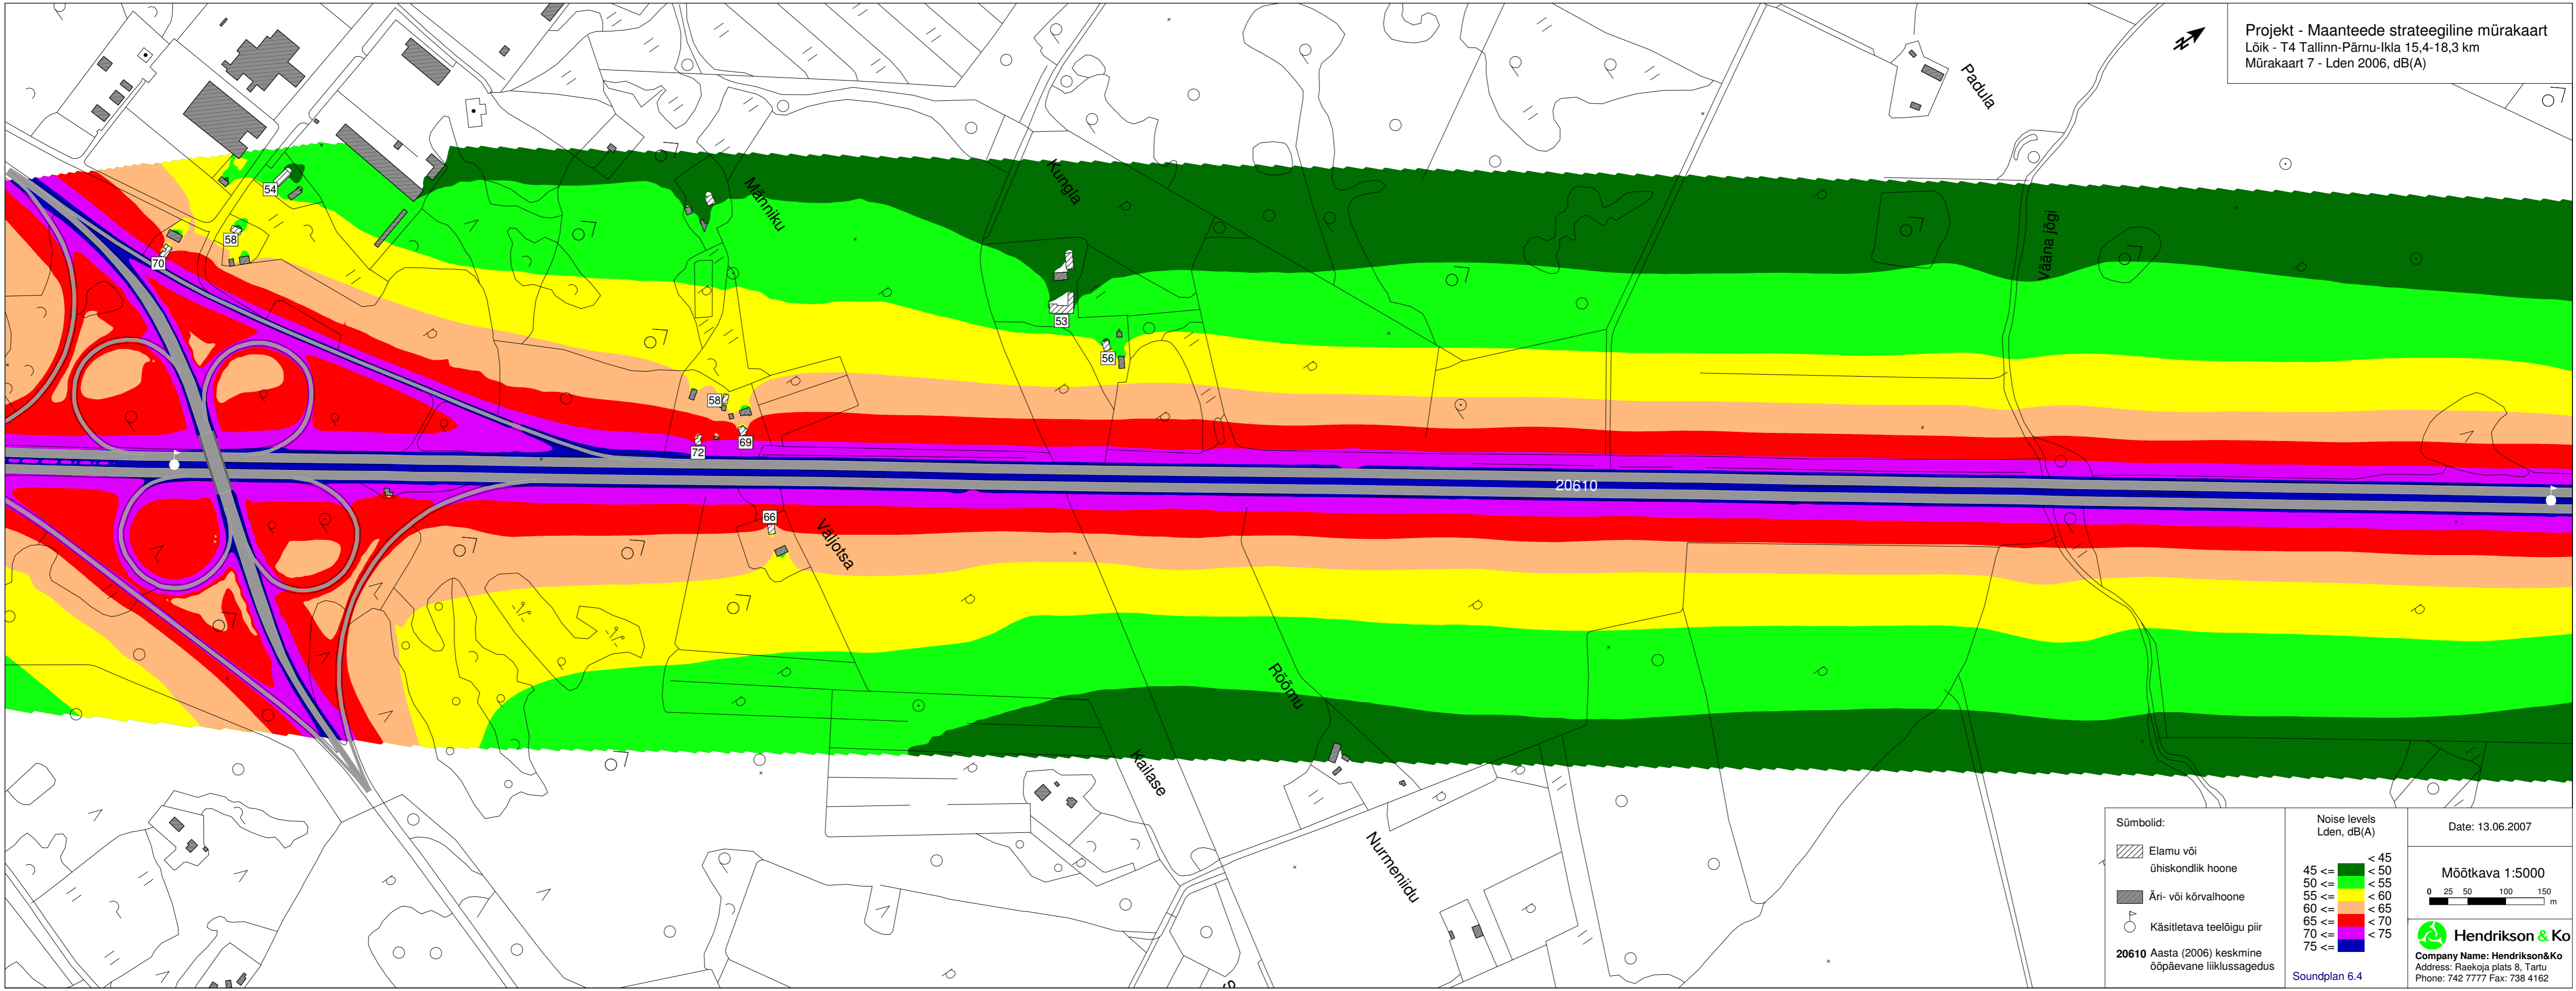 Projekt - Maanteede strateegiline mürakaart
Lõik - T4 Tallinn-Pärnu-Ikla 15,4-18,3 km
Mürakaart 7 - Lden 2006, dB(A)
N
Padula
Männiku
Kungla
Vääna jõgi
54
58
70
53
56
58
69
72
20610
66
Väljotsa
Rõõmu
Kailase
Nurmeniidu
Sümbolid:
Elamu või
ühiskondlik hoone
Äri- või kõrvalhoone
Käsitletava teelõigu piir
20610 Aasta (2006) keskmine
ööpäevane liiklussagedus
Noise levels
Lden, dB(A)
< 45
45 <= < 50
50 <= < 55
55 <= < 60
60 <= < 65
65 <= < 70
70 <= < 75
75 <=
Soundplan 6.4
Date: 13.06.2007
Mõõtkava 1:5000
0 25 50 100 150
m
Hendrikson & Ko
Company Name: Hendrikson&Ko
Address: Raekoja plats 8, Tartu
Phone: 742 7777 Fax: 738 4162